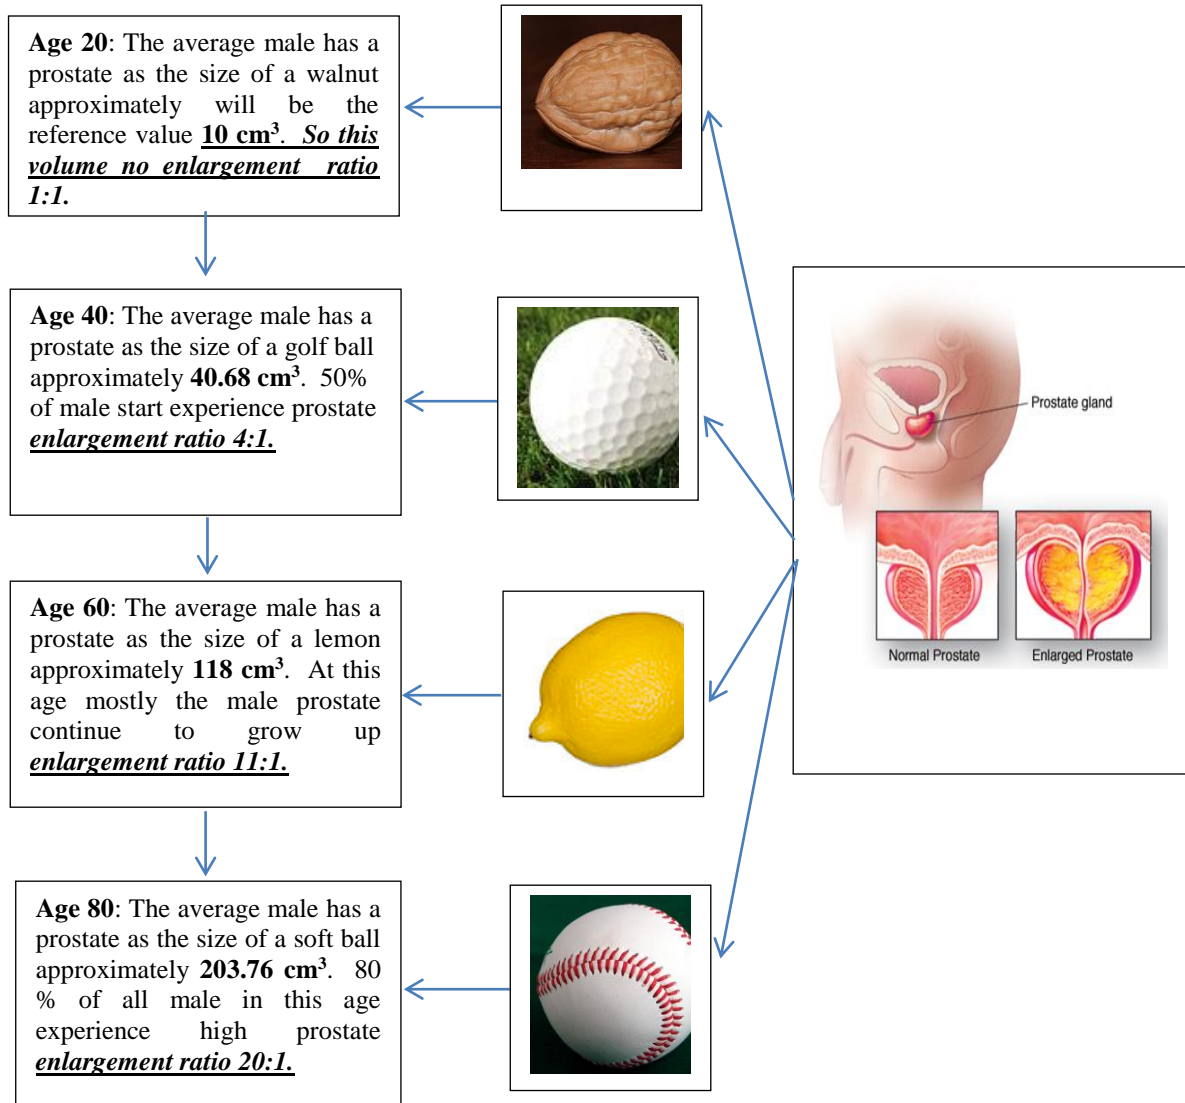 Age 20: The average male has a
prostate as the size of a walnut
approximately will be the
reference value 10 cm³. So this
volume no enlargement ratio
1:1.
Age 40: The average male has a
prostate as the size of a golf ball
approximately 40.68 cm³. 50%
of male start experience prostate
enlargement ratio 4:1.
Age 60: The average male has a
prostate as the size of a lemon
approximately 118 cm³. At this
age mostly the male prostate
continue to grow up
enlargement ratio 11:1.
Age 80: The average male has a
prostate as the size of a soft ball
approximately 203.76 cm³. 80
% of all male in this age
experience high prostate
enlargement ratio 20:1.
Prostate gland
Normal Prostate
Enlarged Prostate